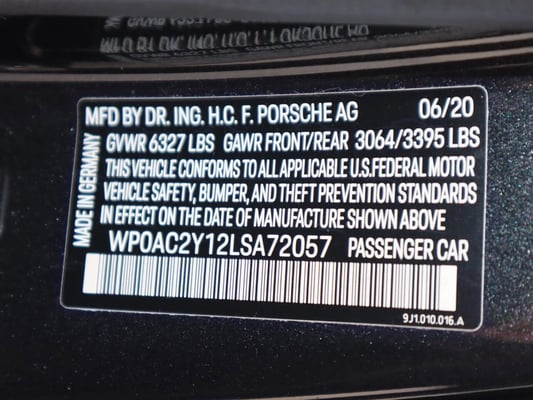 MFD BY DR. ING. H.C. F. PORSCHE AG 06/20
GVWR 6327 LBS GAWR FRONT/REAR 3064/3395 LBS
THIS VEHICLE CONFORMS TO ALL APPLICABLE U.S.FEDERAL MOTOR
VEHICLE SAFETY, BUMPER, AND THEFT PREVENTION STANDARDS
IN EFFECT ON THE DATE OF MANUFACTURE SHOWN ABOVE
WP0AC2Y12LSA72057 PASSENGER CAR
MADE IN GERMANY
9J1.010.016.A